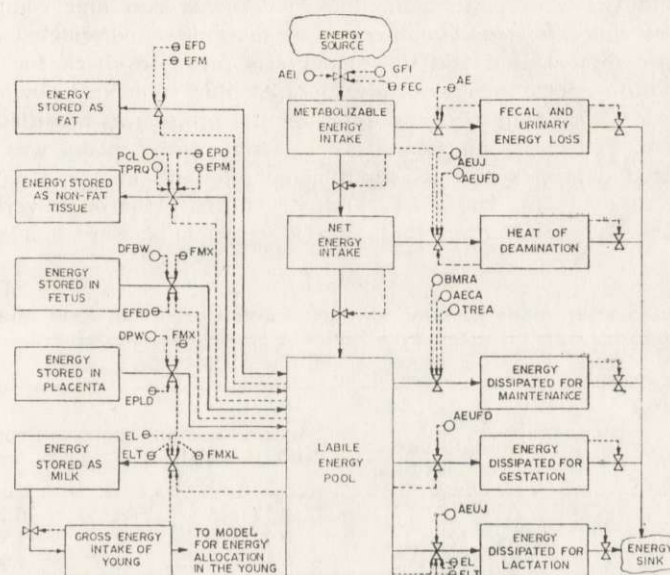 ENERGY
SOURCE
EFD
EFM
AEI
GFI
FEC
AE
ENERGY
STORED AS
FAT
METABOLIZABLE
ENERGY
INTAKE
FECAL AND
URINARY
ENERGY LOSS
PCL
TPRQ
EPD
EPM
AEUJ
AEUFD
ENERGY STORED
AS NON-FAT
TISSUE
NET
ENERGY
INTAKE
HEAT OF
DEAMINATION
DFBW
FMX
ENERGY
STORED IN
FETUS
EFED
BMRA
AECA
TREA
DPW
FMX
ENERGY
STORED IN
PLACENTA
EPLD
ENERGY
DISSIPATED FOR
MAINTENANCE
AEUFD
LABILE
ENERGY
POOL
EL
ELT
FMXL
ENERGY
STORED AS
MILK
ENERGY
DISSIPATED FOR
GESTATION
AEUJ
GROSS ENERGY
INTAKE OF
YOUNG
TO MODEL
FOR ENERGY
ALLOCATION
IN THE YOUNG
EL
ELT
ENERGY
DISSIPATED FOR
LACTATION
ENERGY
SINK